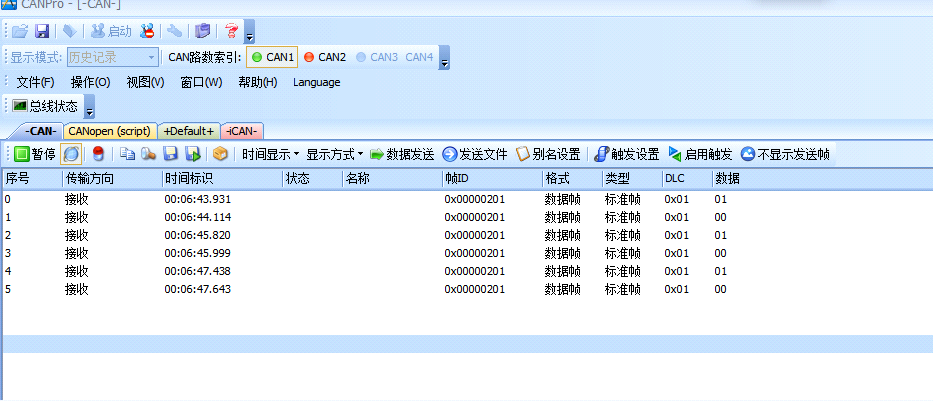 CANPro - [-CAN-]
启动
显示模式: 历史记录 CAN路数索引: CAN1 CAN2 CAN3 CAN4
文件(F) 操作(O) 视图(V) 窗口(W) 帮助(H) Language
总线状态
-CAN- CANopen (script) +Default+ -iCAN-
暂停 时间显示 显示方式 数据发送 发送文件 别名设置 触发设置 启用触发 不显示发送帧
序号 传输方向 时间标识 状态 名称 帧ID 格式 类型 DLC 数据
0 接收 00:06:43.931 0x00000201 数据帧 标准帧 0x01 01
1 接收 00:06:44.114 0x00000201 数据帧 标准帧 0x01 00
2 接收 00:06:45.820 0x00000201 数据帧 标准帧 0x01 01
3 接收 00:06:45.999 0x00000201 数据帧 标准帧 0x01 00
4 接收 00:06:47.438 0x00000201 数据帧 标准帧 0x01 01
5 接收 00:06:47.643 0x00000201 数据帧 标准帧 0x01 00